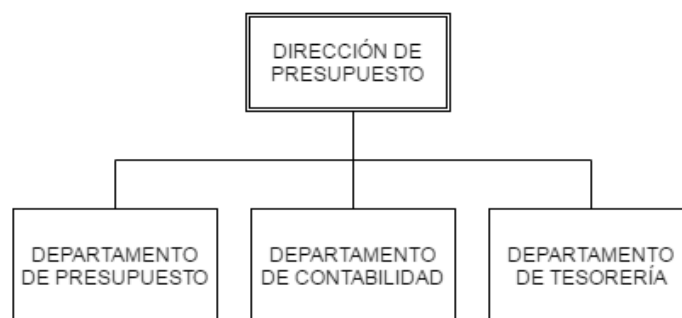 DIRECCIÓN DE
PRESUPUESTO
DEPARTAMENTO
DE PRESUPUESTO
DEPARTAMENTO
DE CONTABILIDAD
DEPARTAMENTO
DE TESORERÍA